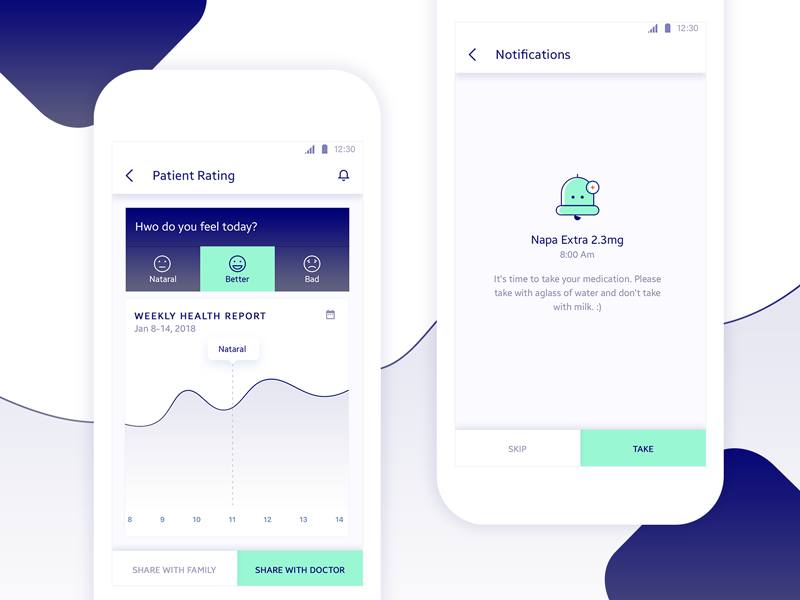 12:30
Patient Rating
Hwo do you feel today?
Nataral
Better
Bad
WEEKLY HEALTH REPORT
Jan 8-14, 2018
Nataral
8 9 10 11 12 13 14
SHARE WITH FAMILY
SHARE WITH DOCTOR
12:30
Notifications
Napa Extra 2.3mg
8:00 Am
It's time to take your medication. Please
take with aglass of water and don't take
with milk. :)
SKIP
TAKE